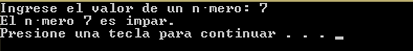 Ingrese el valor de un n·mero: 7
El n·mero 7 es impar.
Presione una tecla para continuar . . . _